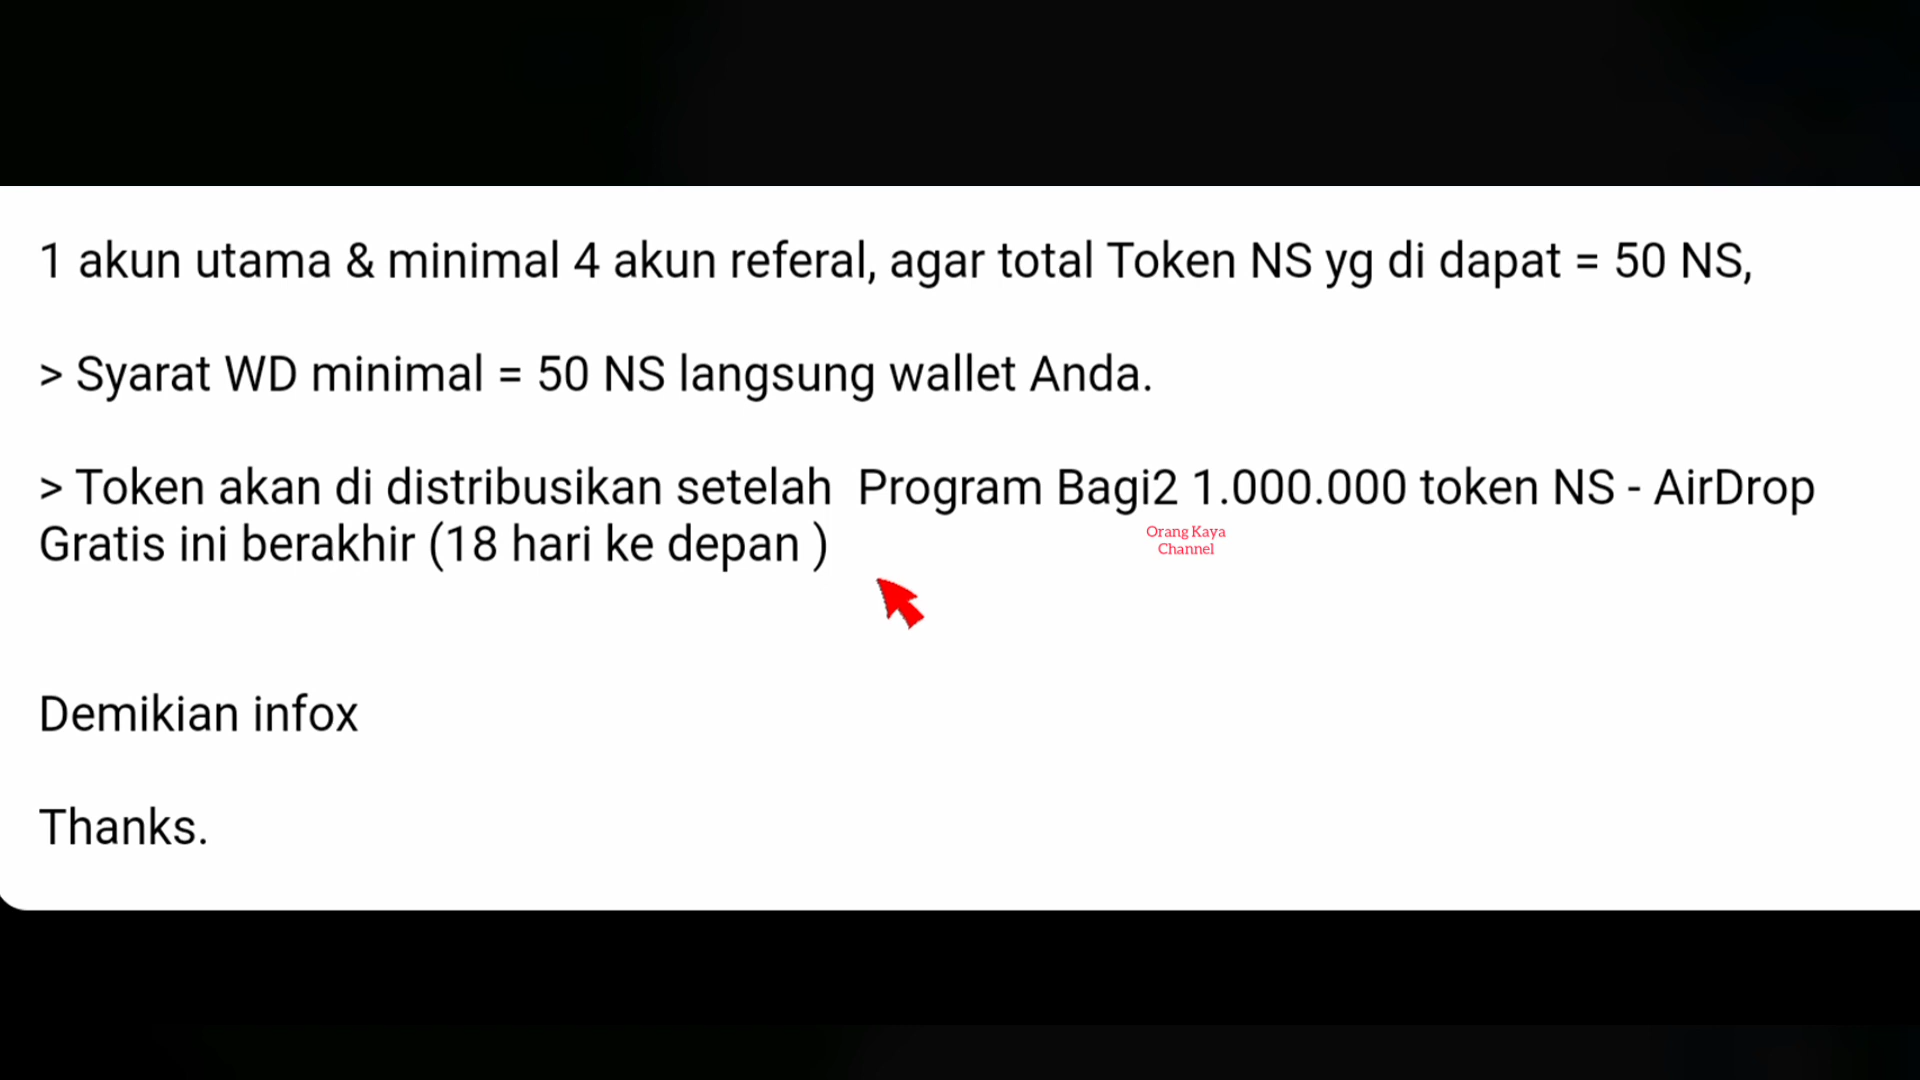 1 akun utama & minimal 4 akun referal, agar total Token NS yg di dapat = 50 NS,
> Syarat WD minimal = 50 NS langsung wallet Anda.
> Token akan di distribusikan setelah  Program Bagi2 1.000.000 token NS - AirDrop
Gratis ini berakhir (18 hari ke depan )
Orang Kaya
Channel
Demikian infox
Thanks.